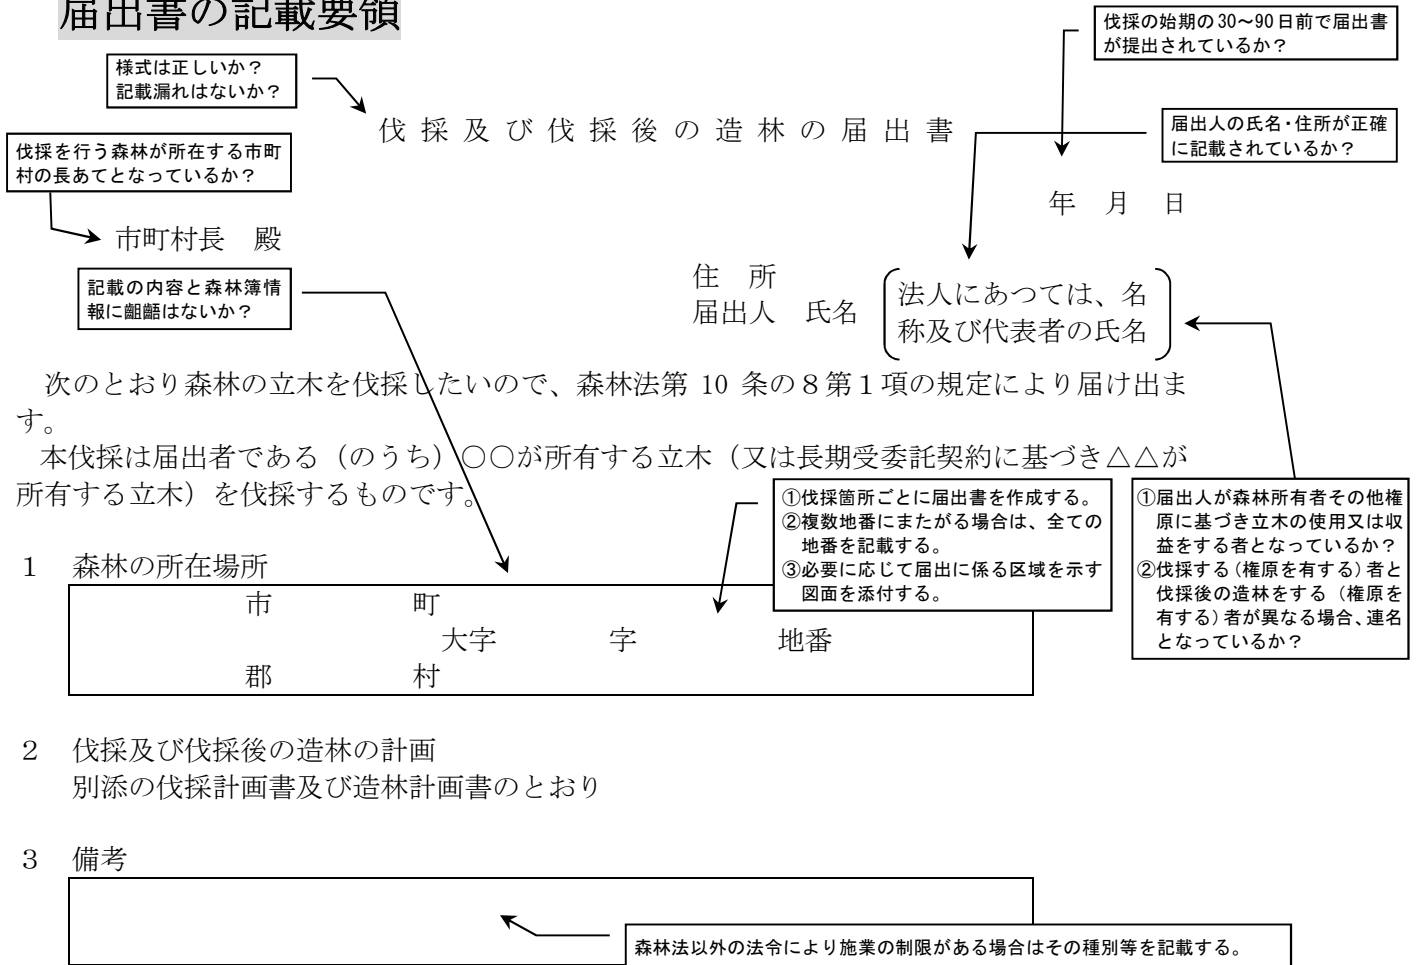 届出書の記載要領
伐採の始期の30～90日前で届出書
が提出されているか？
様式は正しいか？
記載漏れはないか？
伐採及び伐採後の造林の届出書
届出人の氏名・住所が正確
に記載されているか？
伐採を行う森林が所在する市町
村の長あてとなっているか？
年　月　日
市町村長　殿
記載の内容と森林簿情
報に齟齬はないか？
住　所
届出人　氏名
法人にあつては、名
称及び代表者の氏名
次のとおり森林の立木を伐採したいので、森林法第 10 条の８第１項の規定により届け出ま
す。
本伐採は届出者である（のうち）○○が所有する立木（又は長期受委託契約に基づき△△が
所有する立木）を伐採するものです。
①伐採箇所ごとに届出書を作成する。
②複数地番にまたがる場合は、全ての
地番を記載する。
③必要に応じて届出に係る区域を示す
図面を添付する。
①届出人が森林所有者その他権
原に基づき立木の使用又は収
益をする者となっているか？
②伐採する（権原を有する）者と
伐採後の造林をする（権原を
有する）者が異なる場合、連名
となっているか？
１　森林の所在場所
市　町
大字　字　地番
郡　村
２　伐採及び伐採後の造林の計画
別添の伐採計画書及び造林計画書のとおり
３　備考
森林法以外の法令により施業の制限がある場合はその種別等を記載する。